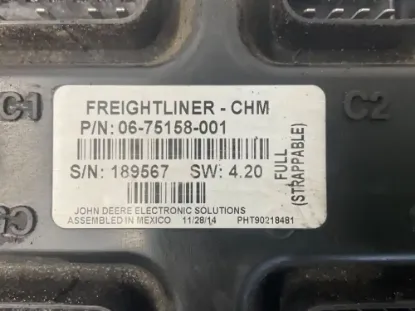 C1
C2
FREIGHTLINER - CHM
P/N: 06-75158-001
S/N: 189567 SW: 4.20
FULL
(STRAPPABLE)
JOHN DEERE ELECTRONIC SOLUTIONS
ASSEMBLED IN MEXICO 11/28/14 PHT90218481